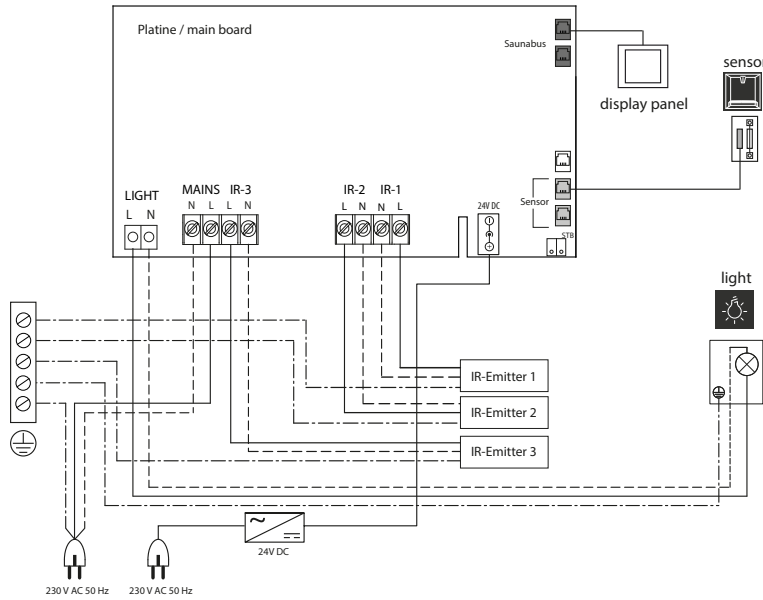 Platine / main board
Saunabus
display panel
sensor
LIGHT
L N
MAINS IR-3
N L L N
IR-2 IR-1
L N N L
24V DC
Sensor
STB
light
IR-Emitter 1
IR-Emitter 2
IR-Emitter 3
24V DC
230 V AC 50 Hz 230 V AC 50 Hz